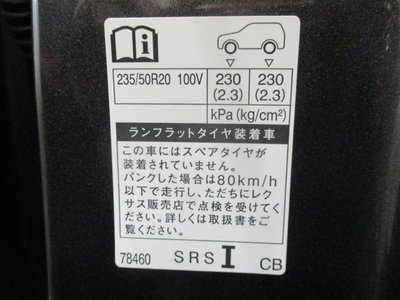 235/50R20 100V 230 (2.3) 230 (2.3)
kPa(kg/cm²)
ランフラットタイヤ装着車
この車にはスペアタイヤが
装着されていません。
パンクした場合は80km/h
以下で走行し、ただちにレク
サス販売店で点検を受けてく
ださい。詳しくは取扱書をご
覧ください。
78460 SRS I CB